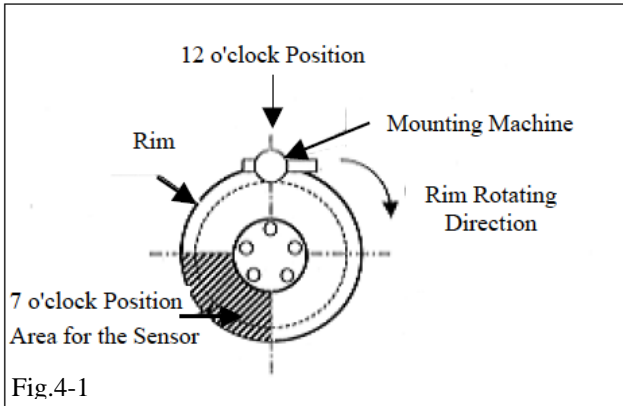 12 o'clock Position
Mounting Machine
Rim
Rim Rotating
Direction
7 o'clock Position
Area for the Sensor
Fig.4-1